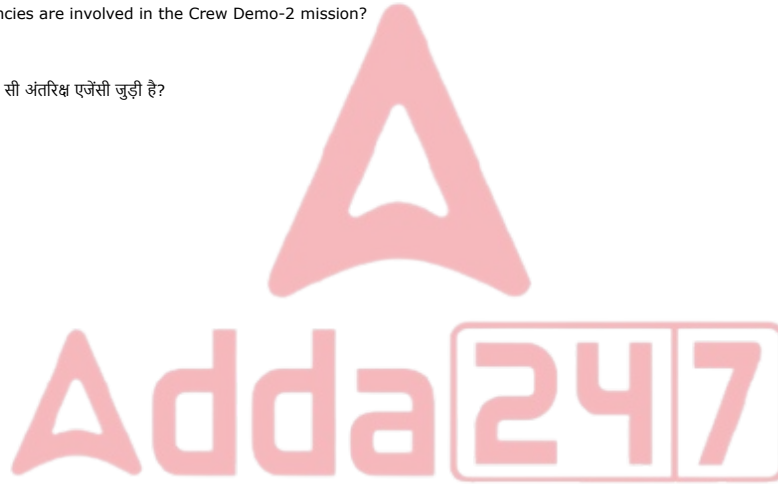 ncies are involved in the Crew Demo-2 mission?
सी अंतरिक्ष एजेंसी जुड़ी है?
Adda247